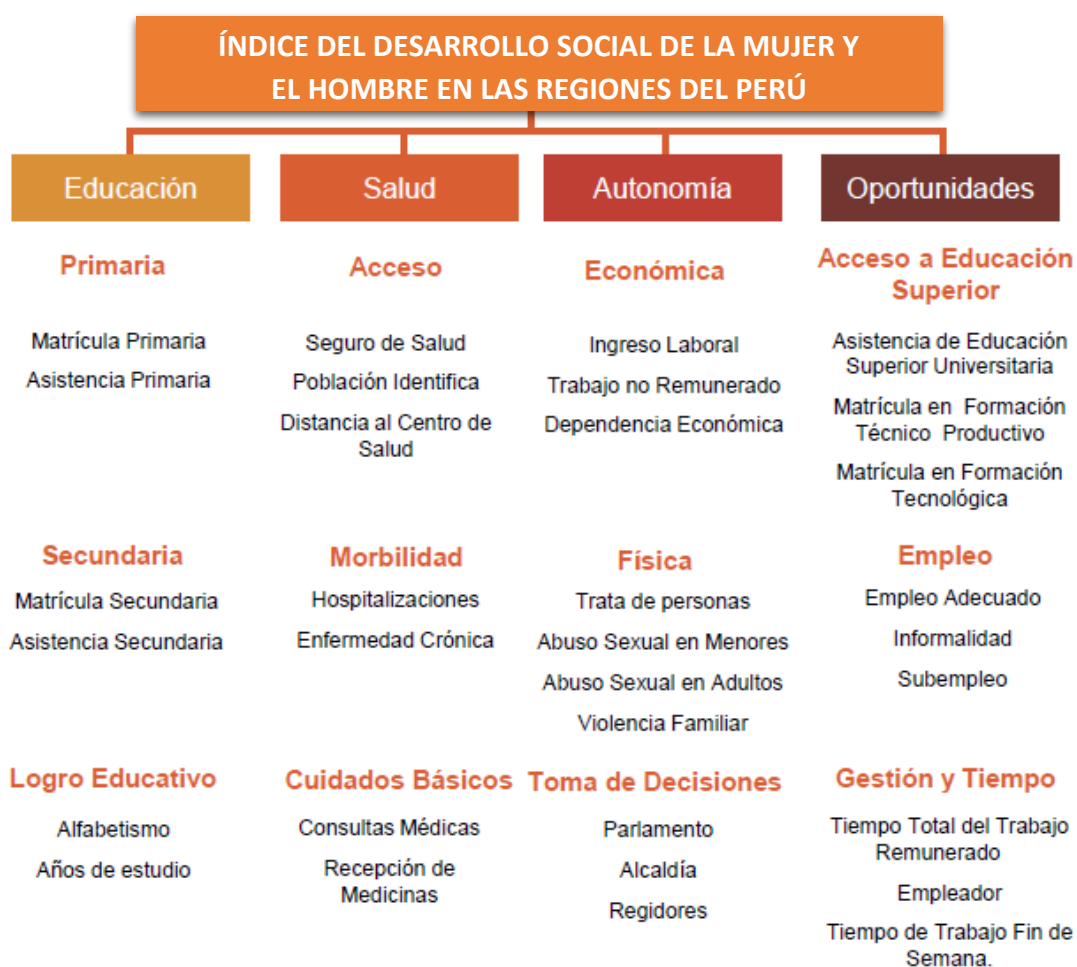 ÍNDICE DEL DESARROLLO SOCIAL DE LA MUJER Y
EL HOMBRE EN LAS REGIONES DEL PERÚ
Educación
Salud
Autonomía
Oportunidades
Primaria
Acceso
Económica
Acceso a Educación
Superior
Matrícula Primaria
Asistencia Primaria
Seguro de Salud
Población Identifica
Distancia al Centro de
Salud
Ingreso Laboral
Trabajo no Remunerado
Dependencia Económica
Asistencia de Educación
Superior Universitaria
Matrícula en Formación
Técnico Productivo
Matrícula en Formación
Tecnológica
Secundaria
Morbilidad
Física
Empleo
Matrícula Secundaria
Asistencia Secundaria
Hospitalizaciones
Enfermedad Crónica
Trata de personas
Abuso Sexual en Menores
Abuso Sexual en Adultos
Violencia Familiar
Empleo Adecuado
Informalidad
Subempleo
Logro Educativo
Cuidados Básicos
Toma de Decisiones
Gestión y Tiempo
Alfabetismo
Años de estudio
Consultas Médicas
Recepción de
Medicinas
Parlamento
Alcaldía
Regidores
Tiempo Total del Trabajo
Remunerado
Empleador
Tiempo de Trabajo Fin de
Semana.